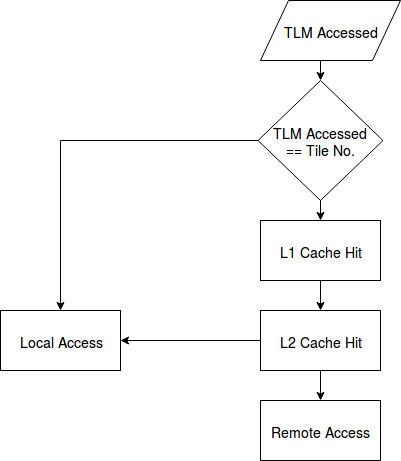 TLM Accessed
TLM Accessed
== Tile No.
L1 Cache Hit
Local Access
L2 Cache Hit
Remote Access